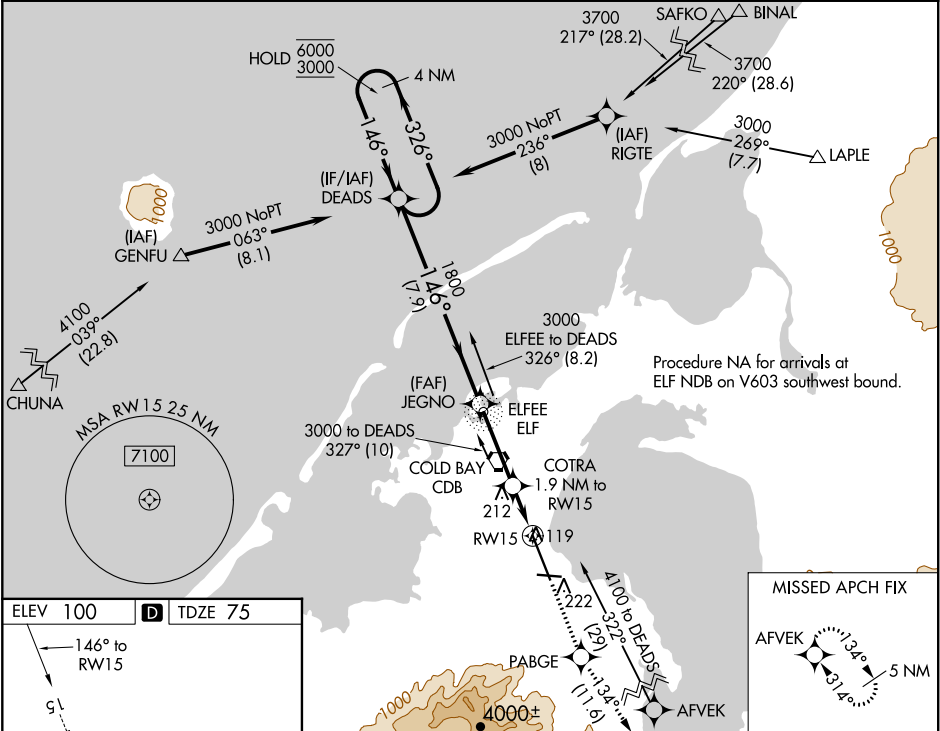 SAFKO
BINAL
3700
217° (28.2)
3700
220° (28.6)
HOLD
6000
3000
4 NM
146°
326°
3000 NoPT
236°
(8)
(IAF)
RIGTE
3000
269°
(7.7)
LAPLE
(IF/IAF)
DEADS
1000
(IAF)
GENFU
3000 NoPT
063°
(8.1)
4100
039°
(22.8)
CHUNA
1800
146°
(7.9)
1000
3000
ELFEE to DEADS
326° (8.2)
Procedure NA for arrivals at
ELF NDB on V603 southwest bound.
(FAF)
JEGNO
ELFEE
ELF
MSA RW15 25 NM
7100
3000 to DEADS
327° (10)
COLD BAY
CDB
COTRA
1.9 NM to
RW15
212
RW15
119
222
4100 to DEADS
322°
(29)
PABGE
134°
(11.6)
AFVEK
1000
4000±
MISSED APCH FIX
AFVEK
134°
314°
5 NM
ELEV 100
D
TDZE 75
146° to
RW15
15